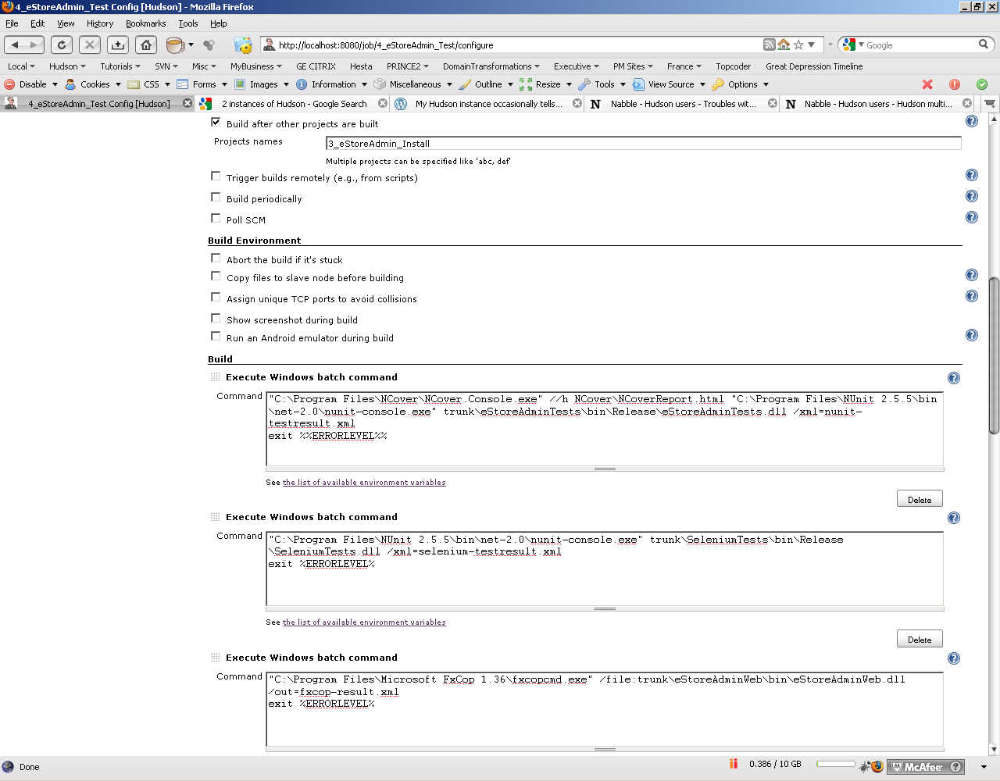 4_eStoreAdmin_Test Config [Hudson] - Mozilla Firefox
File Edit View History Bookmarks Tools Help
http://localhost:8080/job/4_eStoreAdmin_Test/configure Google
Local Hudson Tutorials SVN Misc MyBusiness GE CITRIX Hesta PRINCE2 DomainTransformations Executive PM Sites France Topcoder Great Depression Timeline
Disable Cookies CSS Forms Images Information Miscellaneous Outline Resize Tools View Source Options
4_eStoreAdmin_Test Config [Hudson] 2 instances of Hudson - Google Search My Hudson instance occasionally tells... Nabble - Hudson users - Troubles wit... Nabble - Hudson users - Hudson multi...
Build after other projects are built
Projects names 3_eStoreAdmin_Install
Multiple projects can be specified like 'abc, def'
Trigger builds remotely (e.g., from scripts)
Build periodically
Poll SCM
Build Environment
Abort the build if it's stuck
Copy files to slave node before building
Assign unique TCP ports to avoid collisions
Show screenshot during build
Run an Android emulator during build
Build
Execute Windows batch command
Command "C:\Program Files\NCover\NCover.Console.exe" //h NCover\NCoverReport.html "C:\Program Files\NUnit 2.5.5\bin
\net-2.0\nunit-console.exe" trunk\eStoreAdminTests\bin\Release\eStoreAdminTests.dll /xml=nunit-
testresult.xml
exit %%ERRORLEVEL%%
See the list of available environment variables
Delete
Execute Windows batch command
Command "C:\Program Files\NUnit 2.5.5\bin\net-2.0\nunit-console.exe" trunk\SeleniumTests\bin\Release
\SeleniumTests.dll /xml=selenium-testresult.xml
exit %ERRORLEVEL%
See the list of available environment variables
Delete
Execute Windows batch command
Command "C:\Program Files\Microsoft FxCop 1.36\fxcopcmd.exe" /file:trunk\eStoreAdminWeb\bin\eStoreAdminWeb.dll
/out=fxcop-result.xml
exit %ERRORLEVEL%
Done 0.386 / 10 GB McAfee